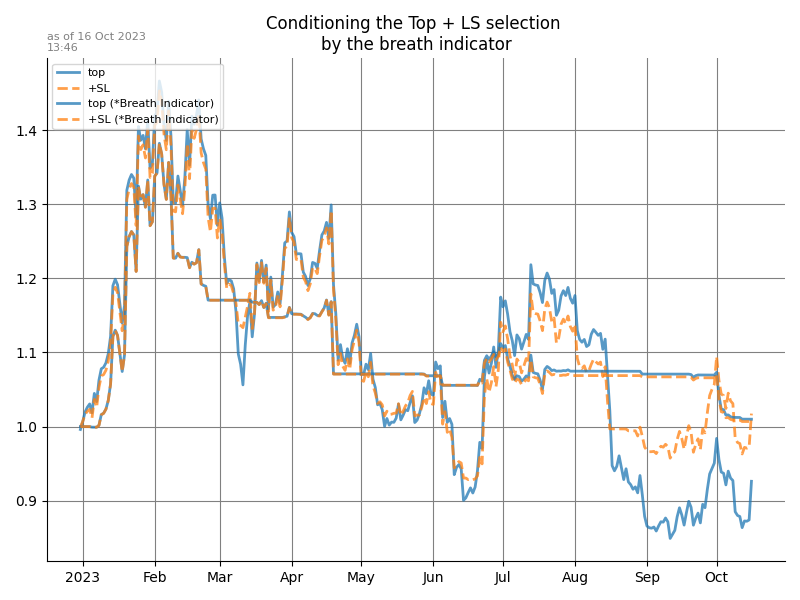 Conditioning the Top + LS selection
by the breath indicator
as of 16 Oct 2023
13:46
top
+SL
top (*Breath Indicator)
+SL (*Breath Indicator)
1.4
1.3
1.2
1.1
1.0
0.9
2023 Feb Mar Apr May Jun Jul Aug Sep Oct